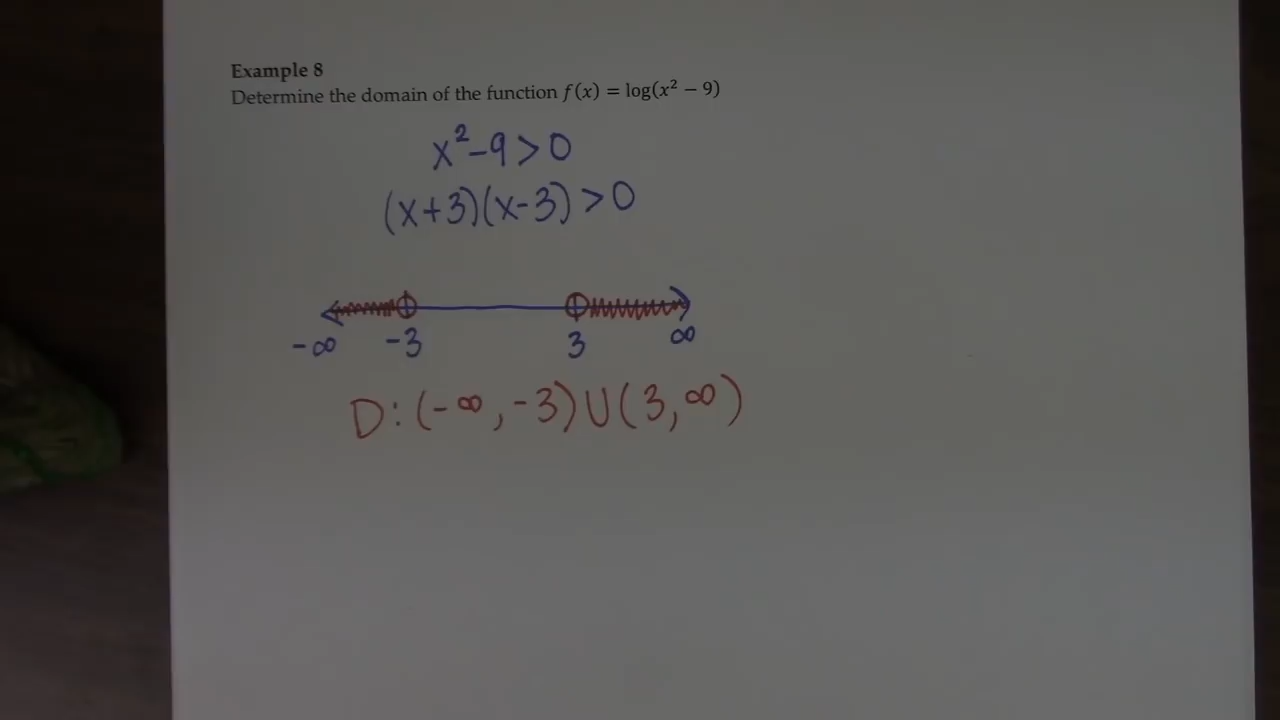 Example 8
Determine the domain of the function f(x) = log(x² − 9)
x²-9>0
(x+3)(x-3)>0
-∞ -3 3 ∞
D:(-∞,-3)U(3,∞)